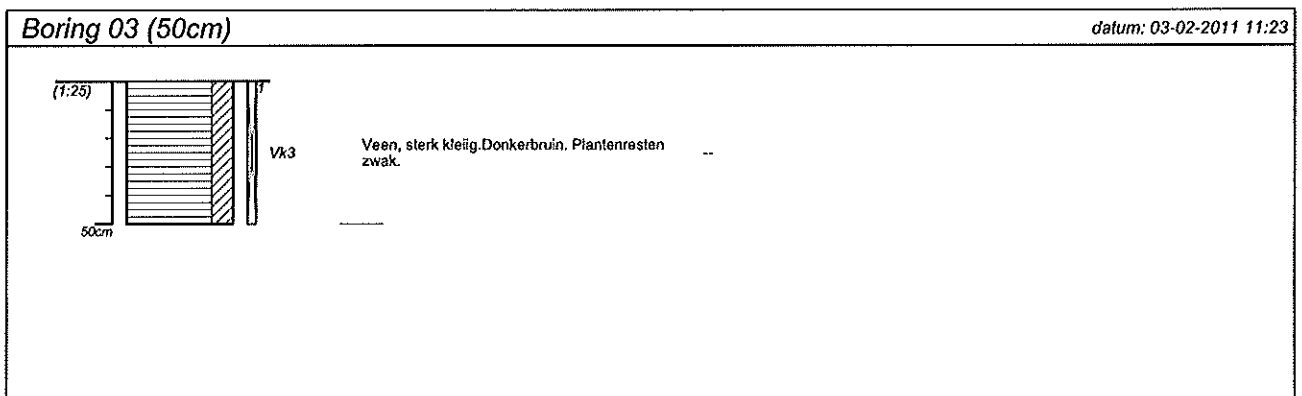 Boring 03 (50cm)
datum: 03-02-2011 11:23
(1:25)
1
Vk3
Veen, sterk kleiig.Donkerbruin. Plantenresten
zwak.
--
50cm